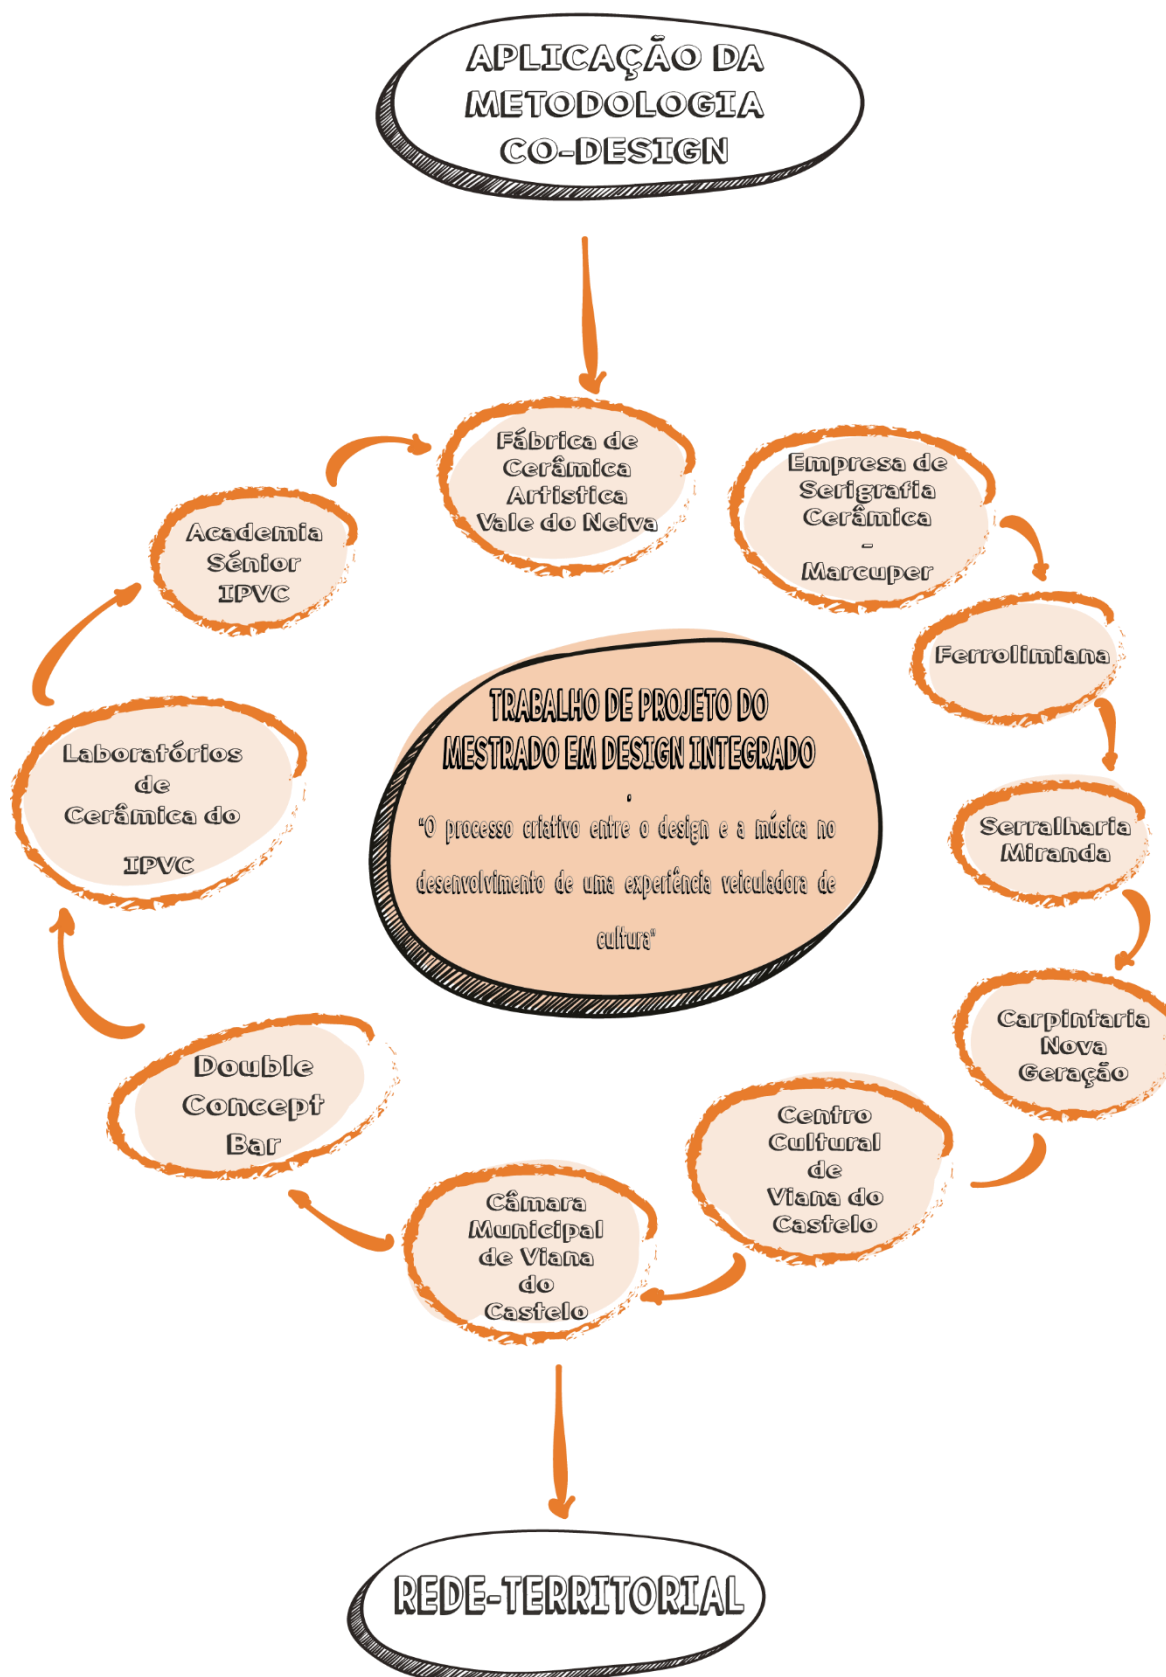 APLICAÇÃO DA
METODOLOGIA
CO-DESIGN
Fábrica de
Cerâmica
Artistica
Vale do Neiva
Empresa de
Serigrafia
Cerâmica
-
Marcuper
Ferrolimiana
Serralharia
Miranda
Carpintaria
Nova
Geração
Centro
Cultural
de
Viana do
Castelo
Câmara
Municipal
de Viana
do
Castelo
Double
Concept
Bar
Laboratórios
de
Cerâmica do
IPVC
Academia
Sénior
IPVC
TRABALHO DE PROJETO DO
MESTRADO EM DESIGN INTEGRADO
.
"O processo criativo entre o design e a música no
desenvolvimento de uma experiência veiculadora de
cultura"
REDE-TERRITORIAL